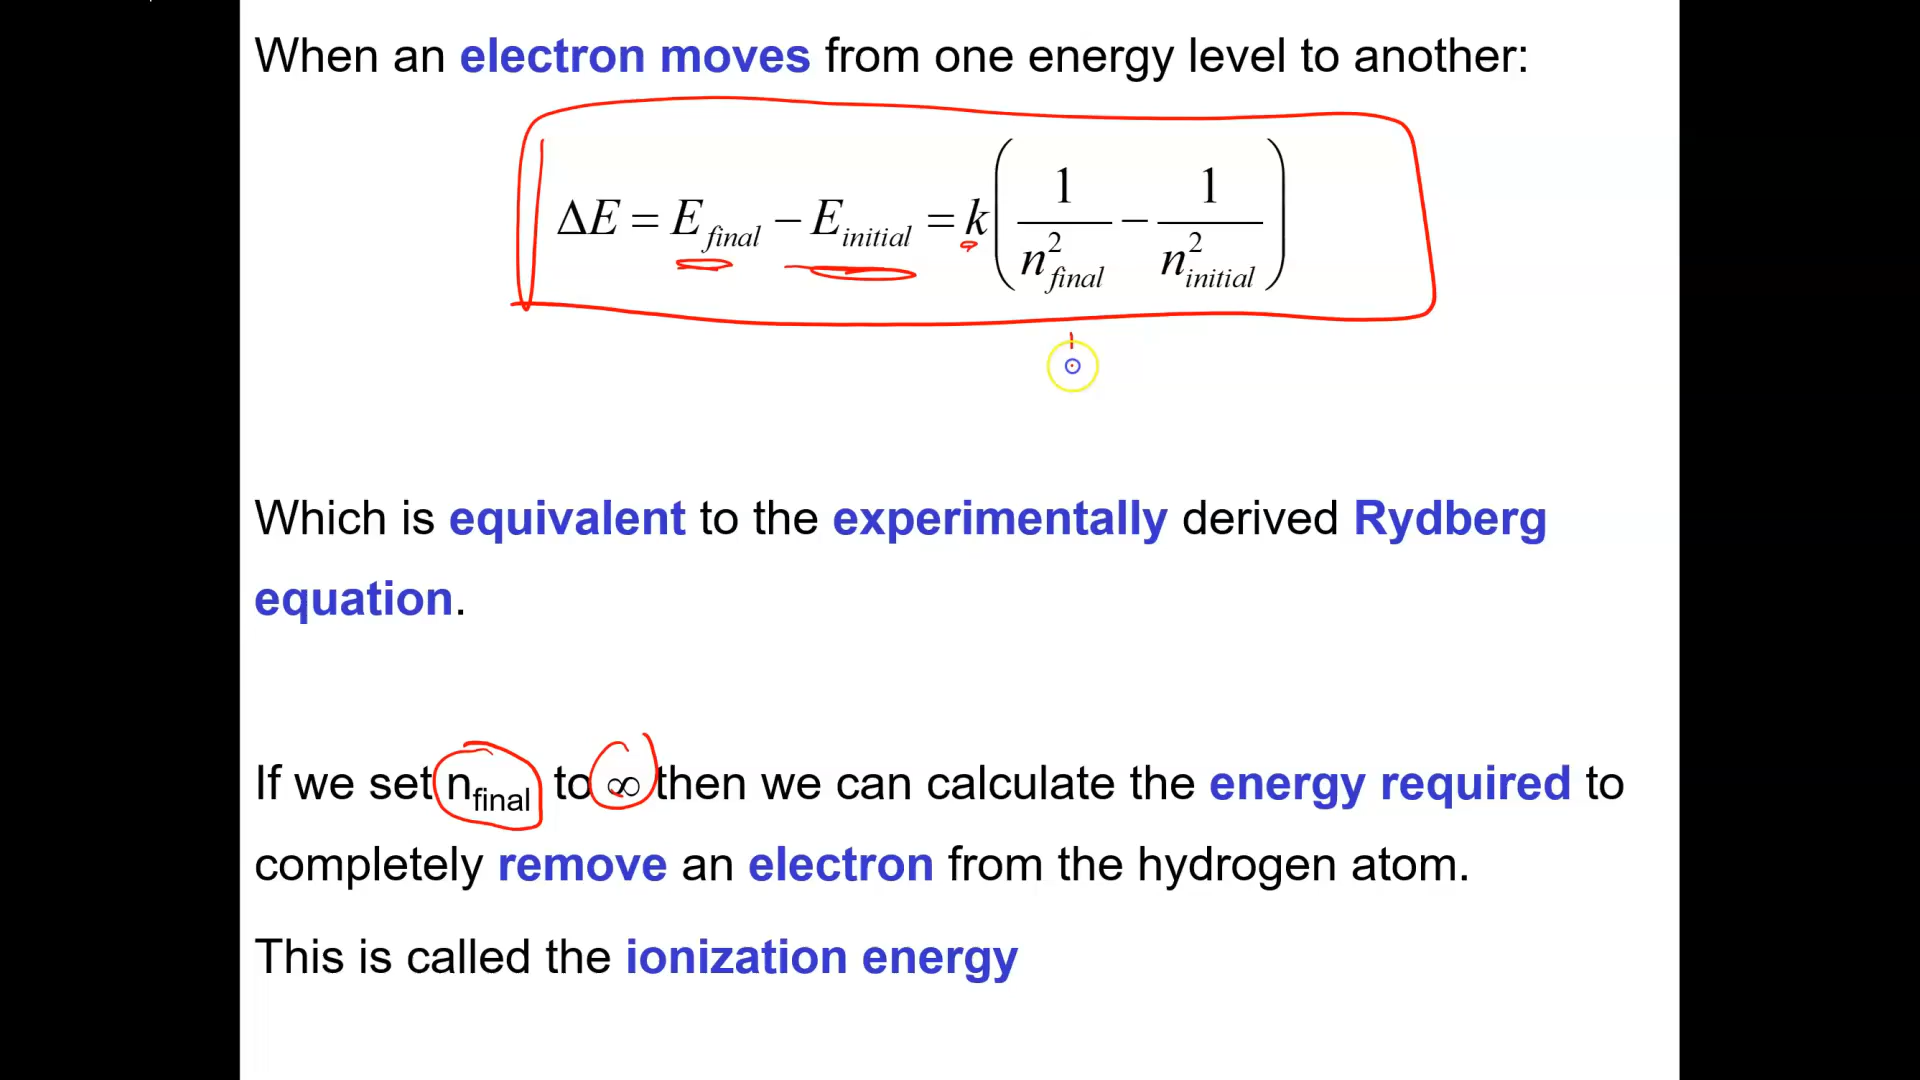 When an electron moves from one energy level to another:
ΔE = E_final − E_initial = k(1/n²_final − 1/n²_initial)
Which is equivalent to the experimentally derived Rydberg
equation.
If we set n_final to ∞ then we can calculate the energy required to
completely remove an electron from the hydrogen atom.
This is called the ionization energy